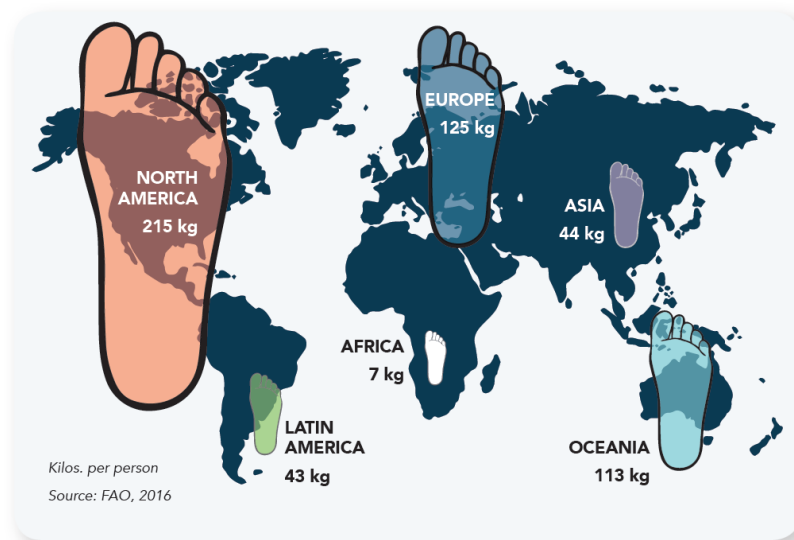 NORTH
AMERICA
215 kg
EUROPE
125 kg
ASIA
44 kg
AFRICA
7 kg
LATIN
AMERICA
43 kg
OCEANIA
113 kg
Kilos. per person
Source: FAO, 2016